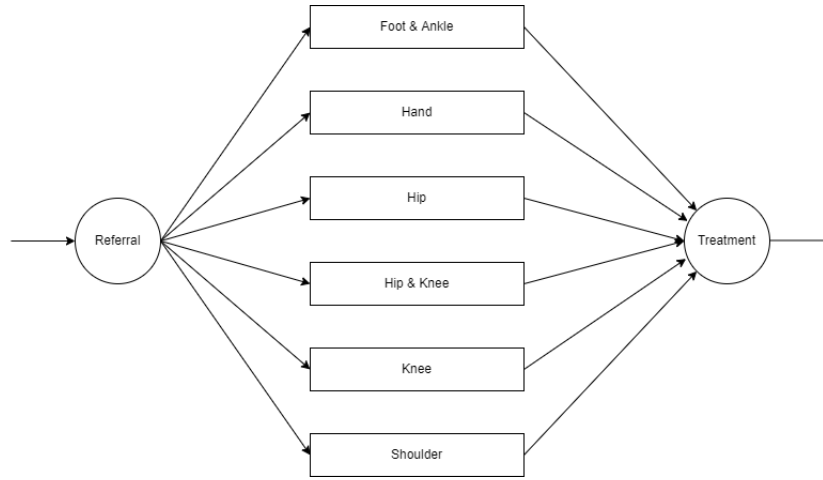 Foot & Ankle
Hand
Hip
Referral
Treatment
Hip & Knee
Knee
Shoulder